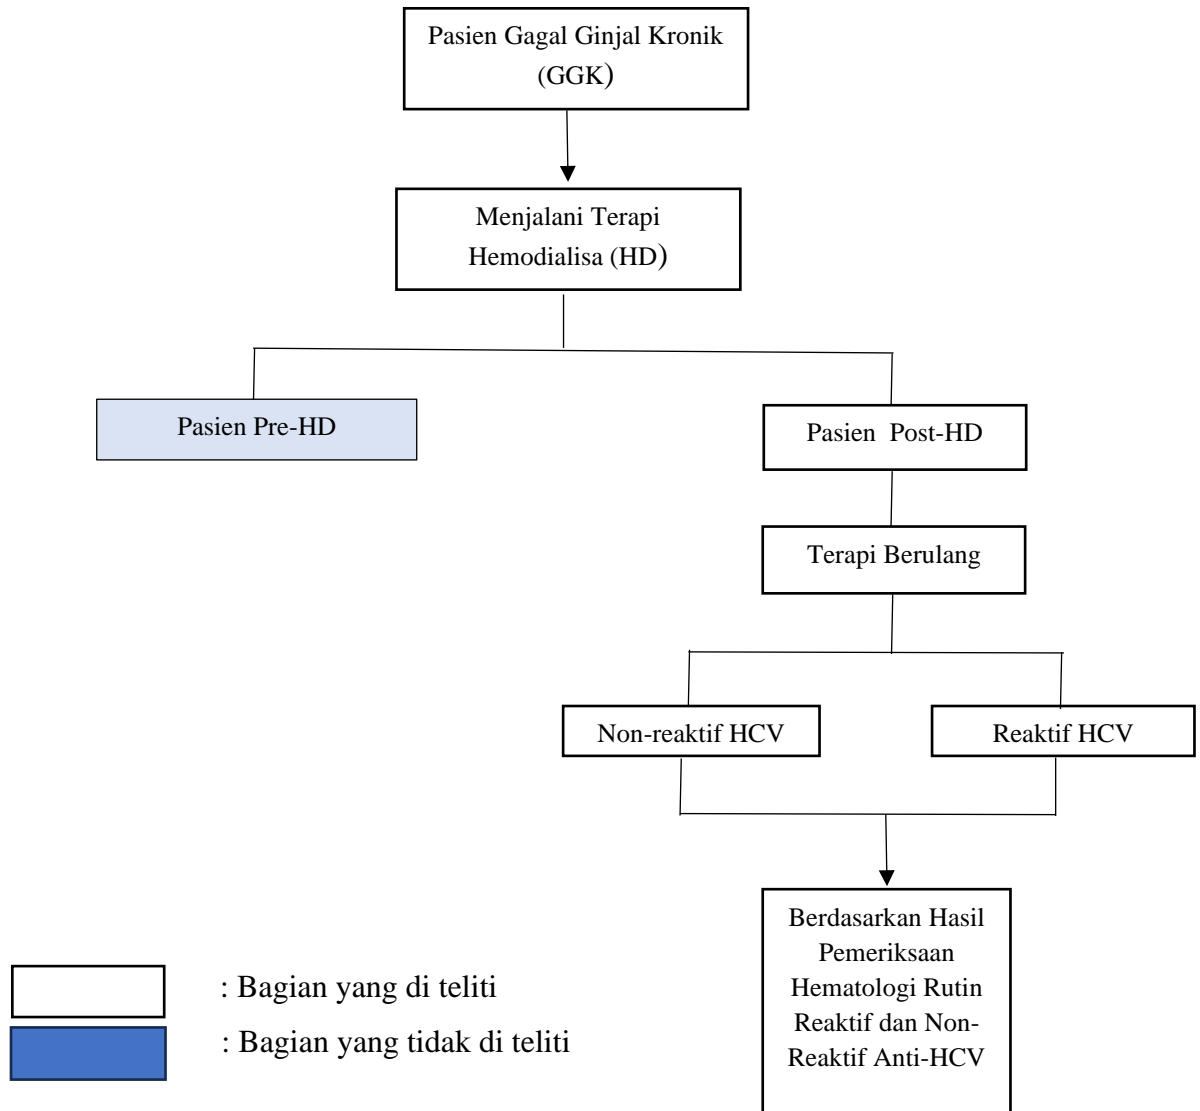 Pasien Gagal Ginjal Kronik
(GGK)
Menjalani Terapi
Hemodialisa (HD)
Pasien Pre-HD
Pasien Post-HD
Terapi Berulang
Non-reaktif HCV
Reaktif HCV
Berdasarkan Hasil
Pemeriksaan
Hematologi Rutin
Reaktif dan Non-
Reaktif Anti-HCV
: Bagian yang di teliti
: Bagian yang tidak di teliti